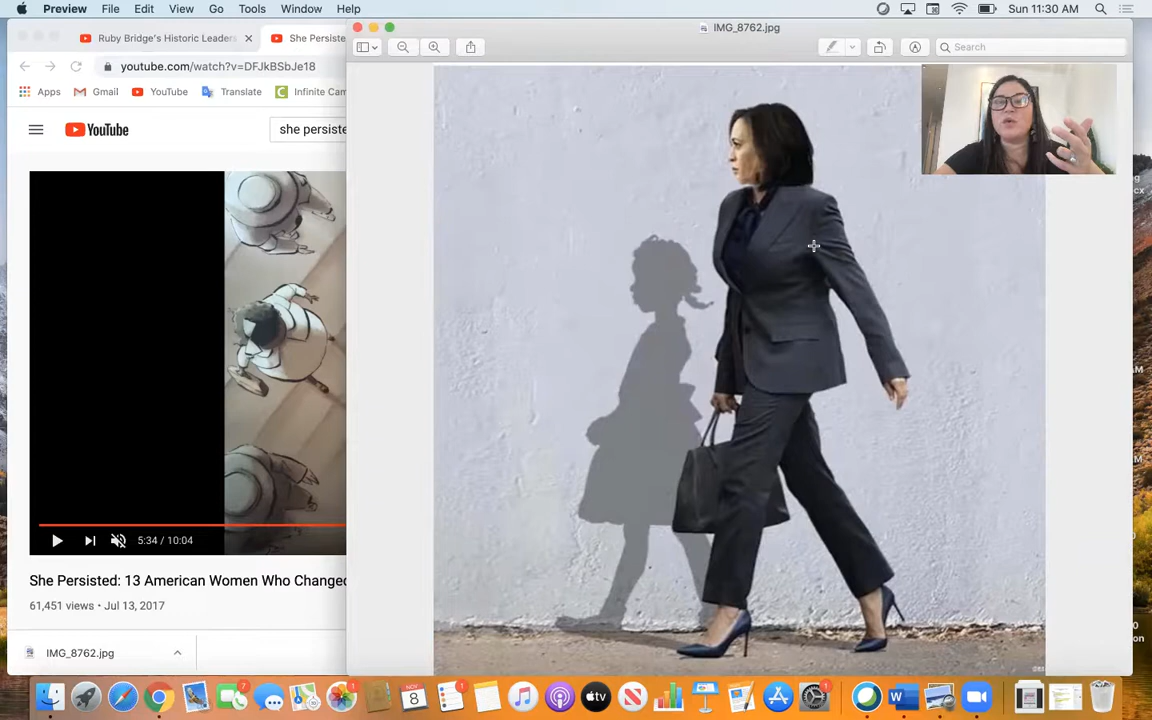 Preview File Edit View Go Tools Window Help
Sun 11:30 AM
Ruby Bridge's Historic Leaders
She Persiste
IMG_8762.jpg
youtube.com/watch?v=DFJkBSbJe18
Search
Apps Gmail YouTube Translate Infinite Cam
YouTube
she persiste
5:34 / 10:04
She Persisted: 13 American Women Who Changed
61,451 views • Jul 13, 2017
IMG_8762.jpg
NOV
8